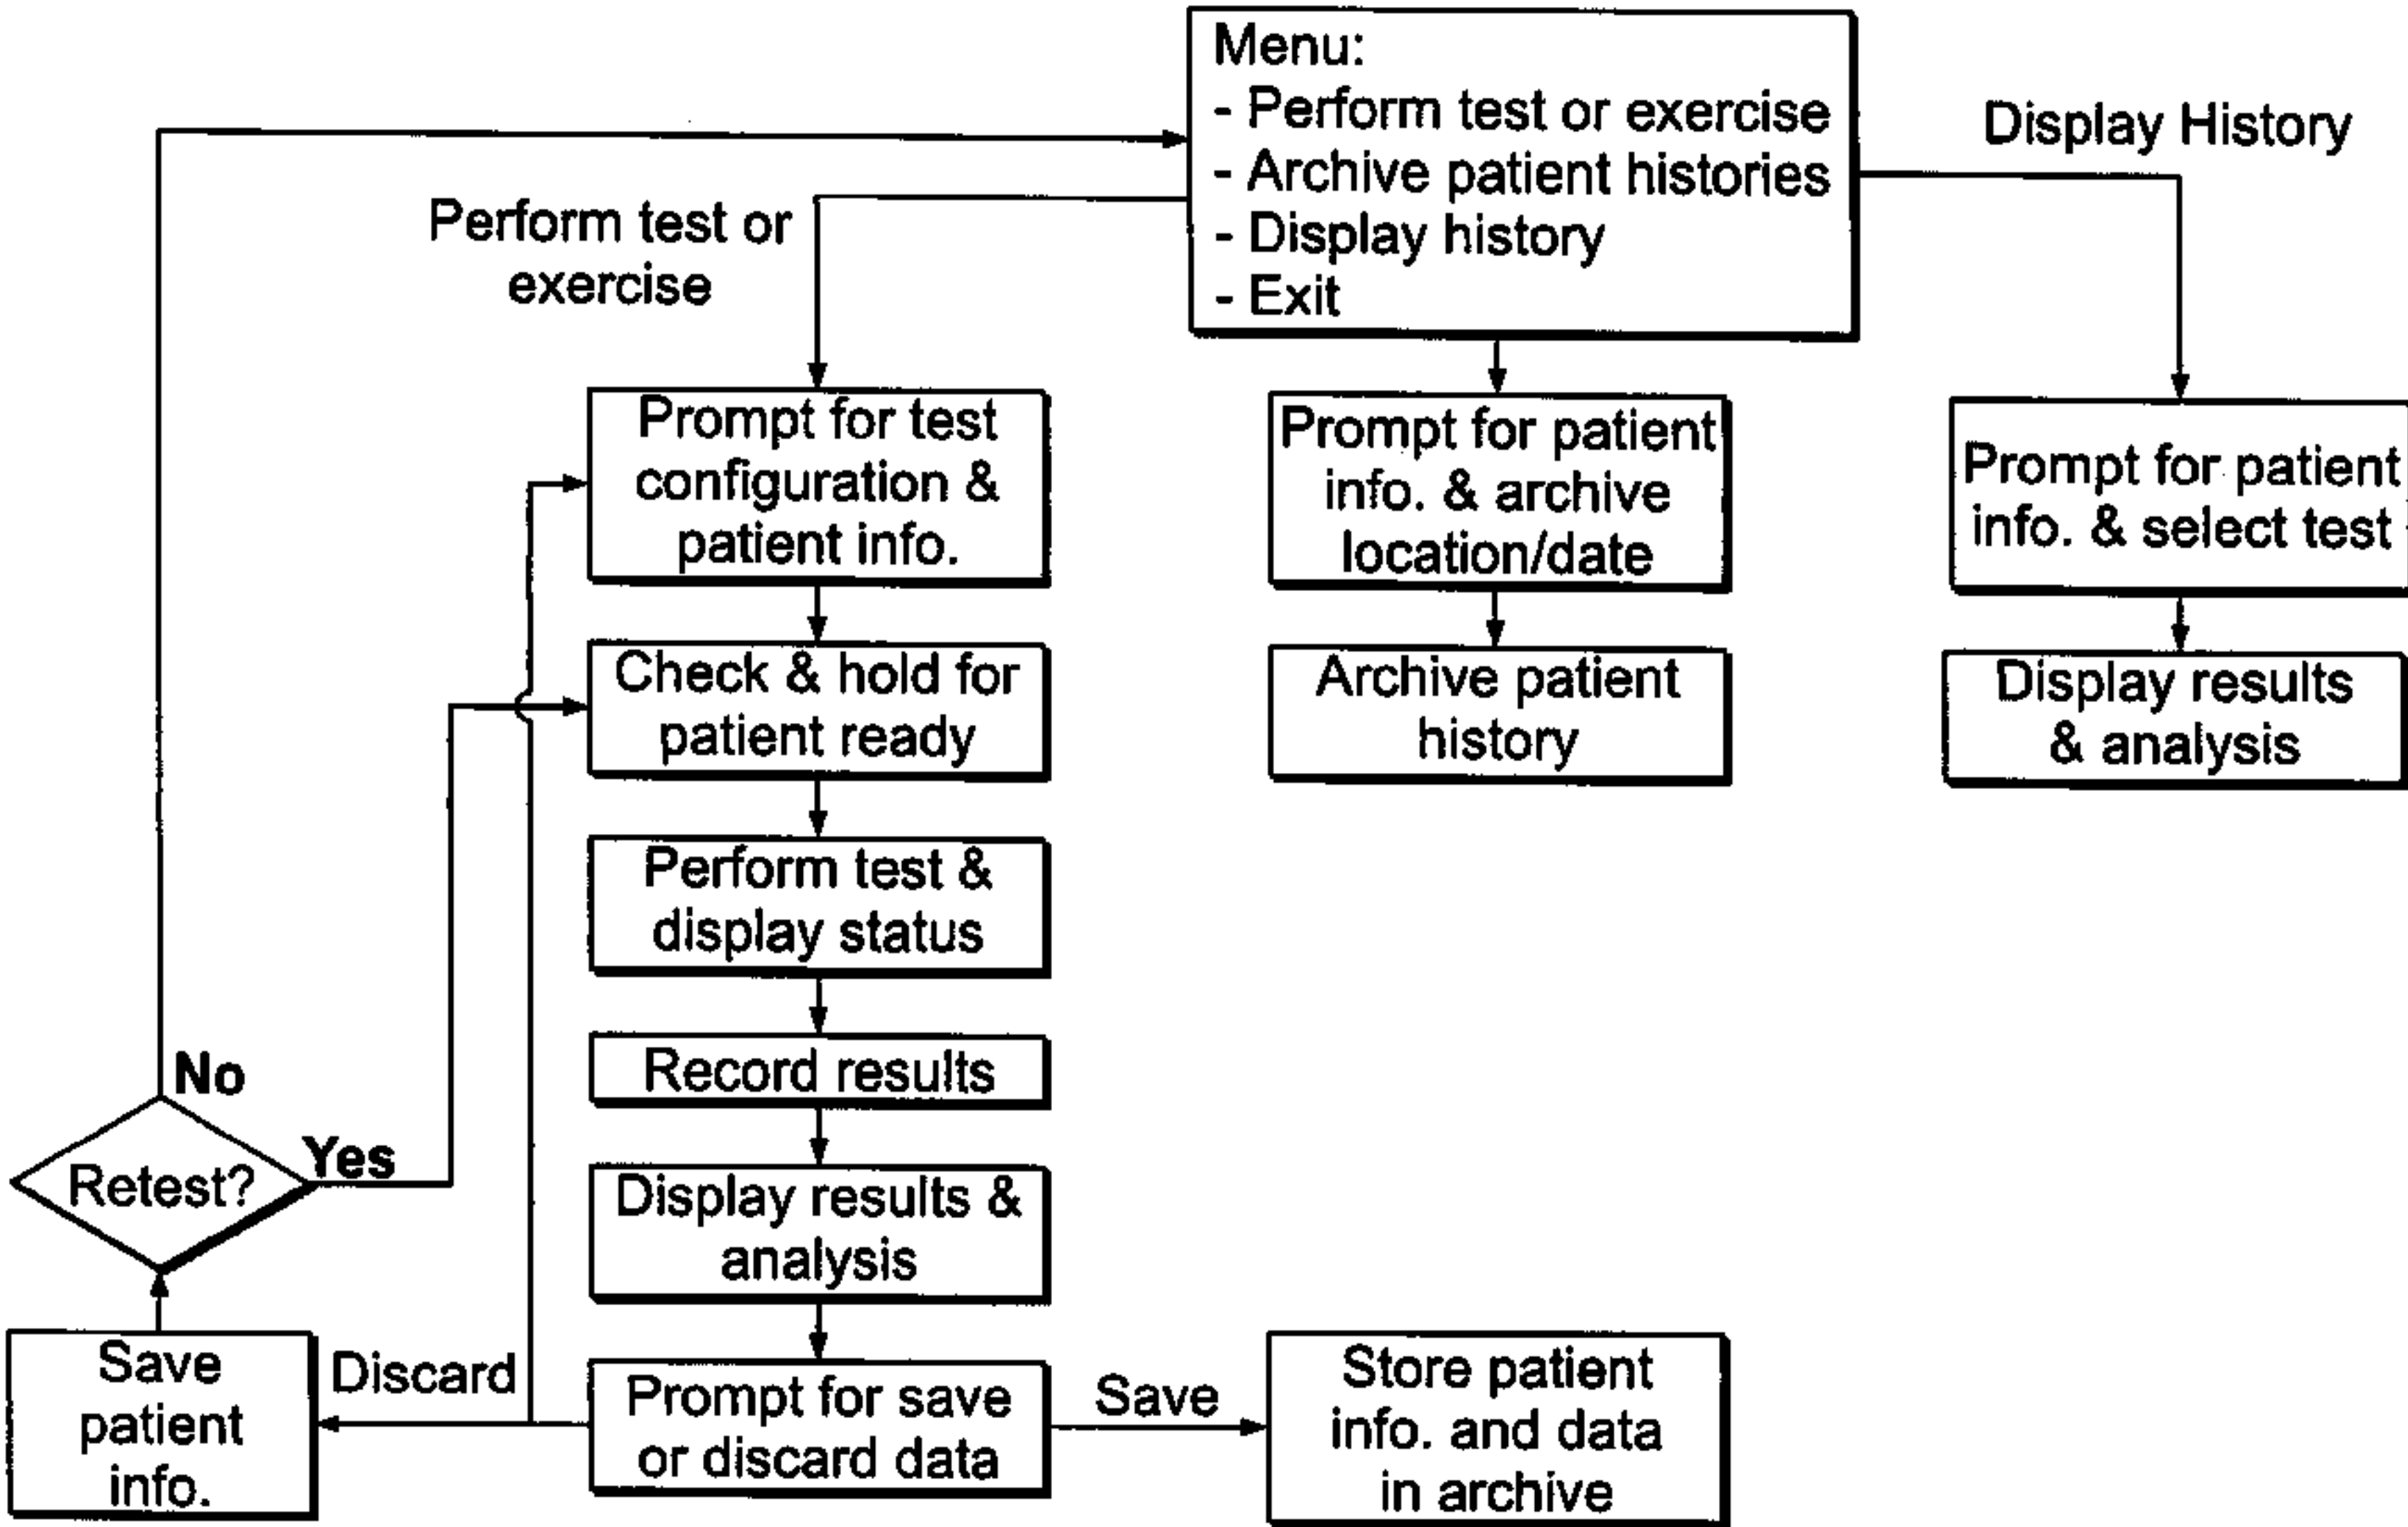 Menu:
- Perform test or exercise
- Archive patient histories
- Display history
- Exit
Display History
Perform test or
exercise
Prompt for test
configuration &
patient info.
Prompt for patient
info. & archive
location/date
Prompt for patient
info. & select test
Check & hold for
patient ready
Archive patient
history
Display results
& analysis
Perform test &
display status
Record results
No
Yes
Retest?
Display results &
analysis
Save
patient
info.
Discard
Prompt for save
or discard data
Save
Store patient
info. and data
in archive